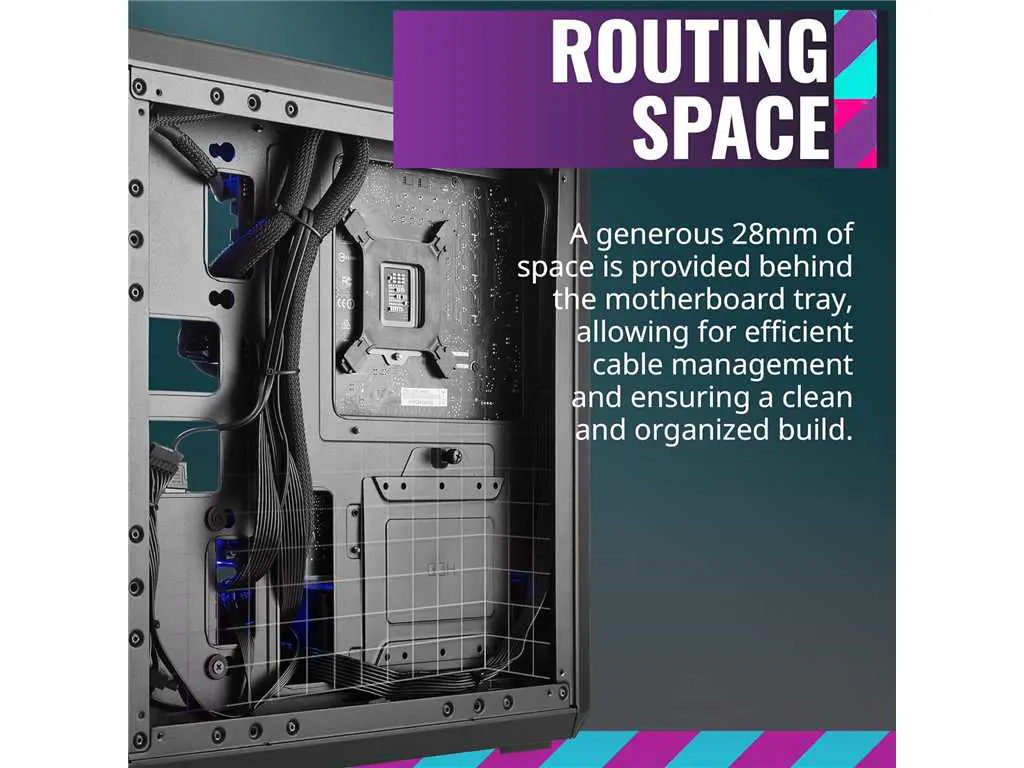 ROUTING
SPACE
A generous 28mm of
space is provided behind
the motherboard tray,
allowing for efficient
cable management
and ensuring a clean
and organized build.